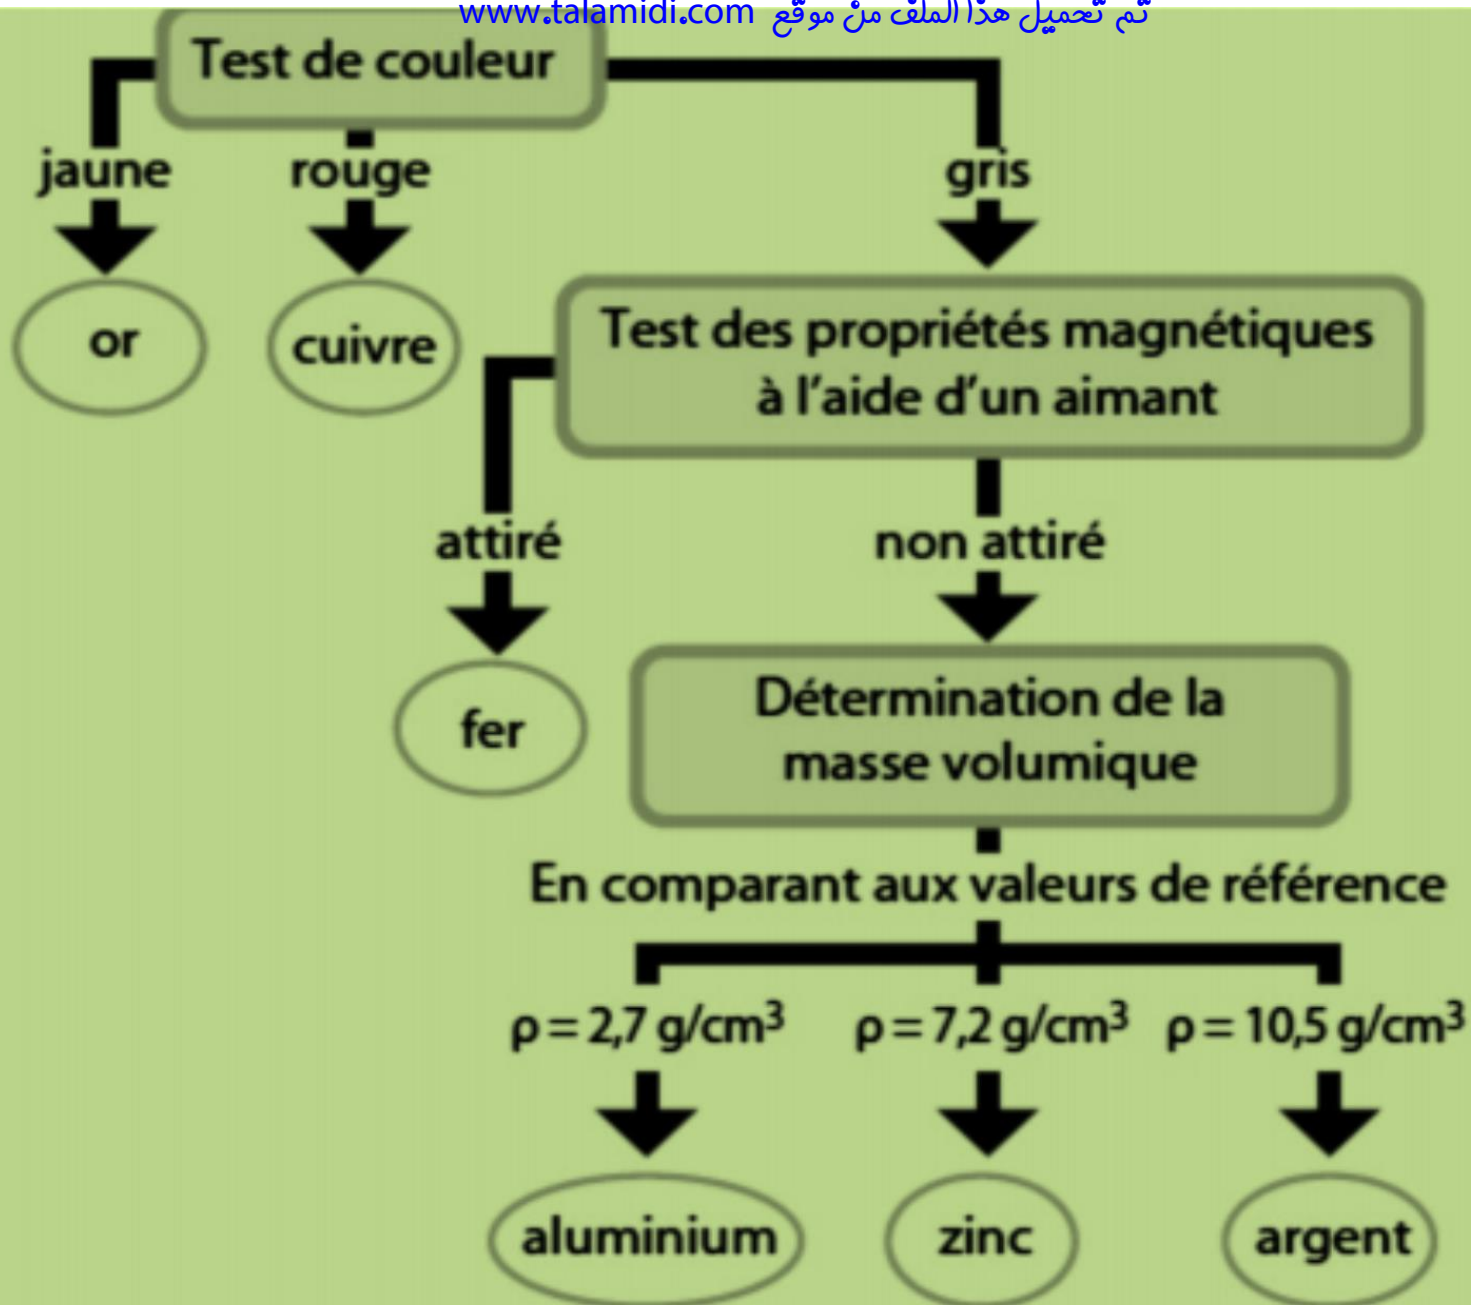 تم تحميل هذا الملف من موقع www.talamidi.com
Test de couleur
jaune
rouge
gris
or
cuivre
Test des propriétés magnétiques
à l'aide d'un aimant
attiré
non attiré
fer
Détermination de la
masse volumique
En comparant aux valeurs de référence
ρ = 2,7 g/cm³
ρ = 7,2 g/cm³
ρ = 10,5 g/cm³
aluminium
zinc
argent